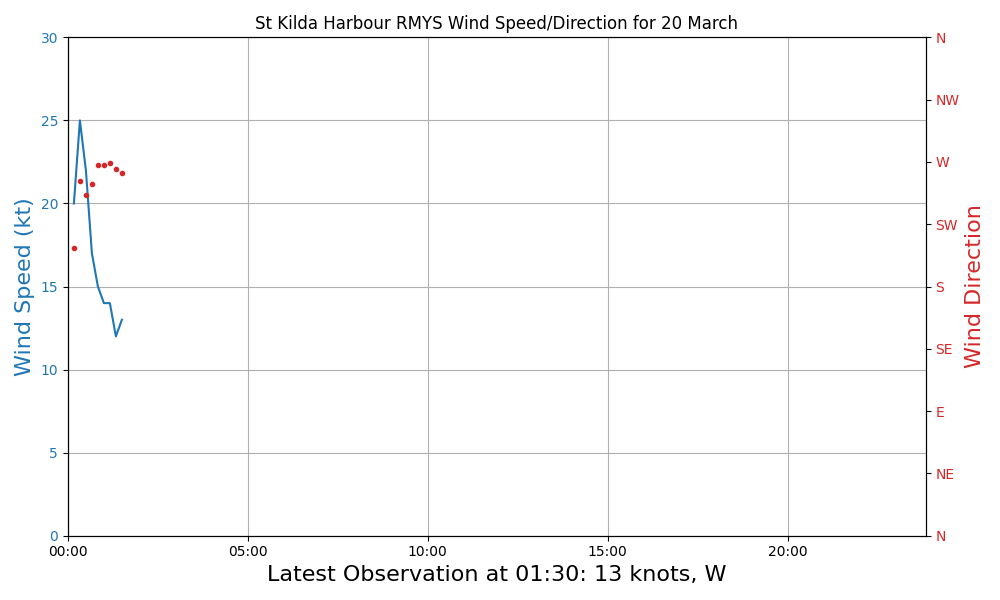 St Kilda Harbour RMYS Wind Speed/Direction for 20 March
30
25
20
15
10
5
0
Wind Speed (kt)
N
NW
W
SW
S
SE
E
NE
N
Wind Direction
00:00
05:00
10:00
15:00
20:00
Latest Observation at 01:30: 13 knots, W